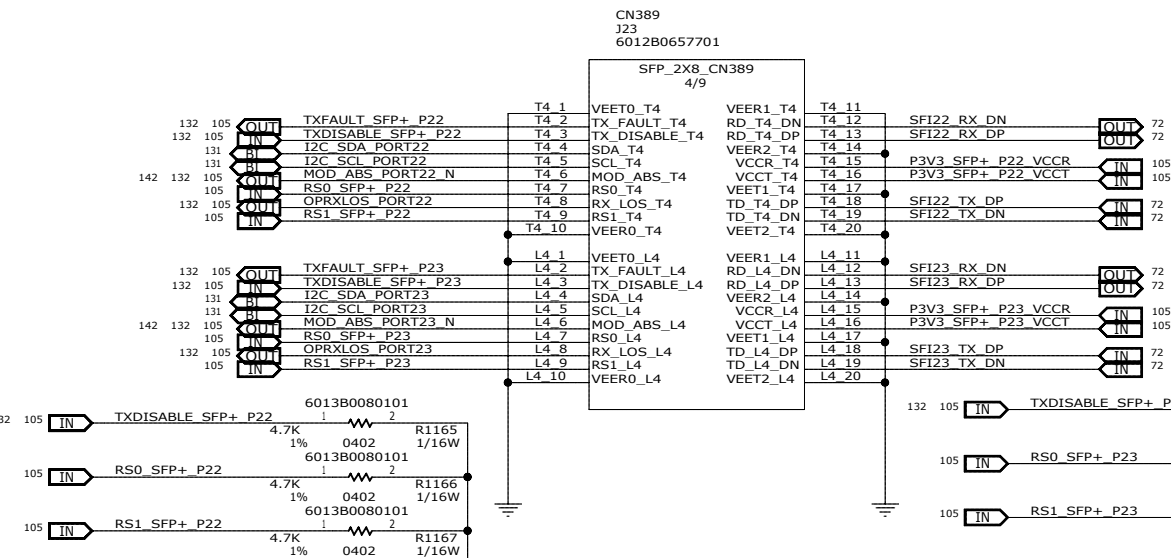 CN389
J23
6012B0657701
SFP_2X8_CN389
4/9
T4_1 VEET0_T4 VEER1_T4 T4_11
132 105 OUT TXFAULT_SFP+_P22 T4_2 TX_FAULT_T4 RD_T4_DN T4_12 SFI22_RX_DN OUT 72
132 105 IN TXDISABLE_SFP+_P22 T4_3 TX_DISABLE_T4 RD_T4_DP T4_13 SFI22_RX_DP OUT 72
131 BI I2C_SDA_PORT22 T4_4 SDA_T4 VEER2_T4 T4_14
131 BI I2C_SCL_PORT22 T4_5 SCL_T4 VCCR_T4 T4_15 P3V3_SFP+_P22_VCCR IN 105
142 132 105 OUT MOD_ABS_PORT22_N T4_6 MOD_ABS_T4 VCCT_T4 T4_16 P3V3_SFP+_P22_VCCT IN 105
105 IN RS0_SFP+_P22 T4_7 RS0_T4 VEET1_T4 T4_17
132 105 OUT OPRXLOS_PORT22 T4_8 RX_LOS_T4 TD_T4_DP T4_18 SFI22_TX_DP IN 72
105 IN RS1_SFP+_P22 T4_9 RS1_T4 TD_T4_DN T4_19 SFI22_TX_DN IN 72
T4_10 VEER0_T4 VEET2_T4 T4_20
L4_1 VEET0_L4 VEER1_L4 L4_11
132 105 OUT TXFAULT_SFP+_P23 L4_2 TX_FAULT_L4 RD_L4_DN L4_12 SFI23_RX_DN OUT 72
132 105 IN TXDISABLE_SFP+_P23 L4_3 TX_DISABLE_L4 RD_L4_DP L4_13 SFI23_RX_DP OUT 72
131 BI I2C_SDA_PORT23 L4_4 SDA_L4 VEER2_L4 L4_14
131 BI I2C_SCL_PORT23 L4_5 SCL_L4 VCCR_L4 L4_15 P3V3_SFP+_P23_VCCR IN 105
142 132 105 OUT MOD_ABS_PORT23_N L4_6 MOD_ABS_L4 VCCT_L4 L4_16 P3V3_SFP+_P23_VCCT IN 105
105 IN RS0_SFP+_P23 L4_7 RS0_L4 VEET1_L4 L4_17
132 105 OUT OPRXLOS_PORT23 L4_8 RX_LOS_L4 TD_L4_DP L4_18 SFI23_TX_DP IN 72
105 IN RS1_SFP+_P23 L4_9 RS1_L4 TD_L4_DN L4_19 SFI23_TX_DN IN 72
L4_10 VEER0_L4 VEET2_L4 L4_20
6013B0080101
32 105 IN TXDISABLE_SFP+_P22 1 2 132 105 IN TXDISABLE_SFP+_P
4.7K R1165
1% 0402 1/16W
6013B0080101
105 IN RS0_SFP+_P22 1 2 105 IN RS0_SFP+_P23
4.7K R1166
1% 0402 1/16W
6013B0080101
105 IN RS1_SFP+_P22 1 2 105 IN RS1_SFP+_P23
4.7K R1167
1% 0402 1/16W